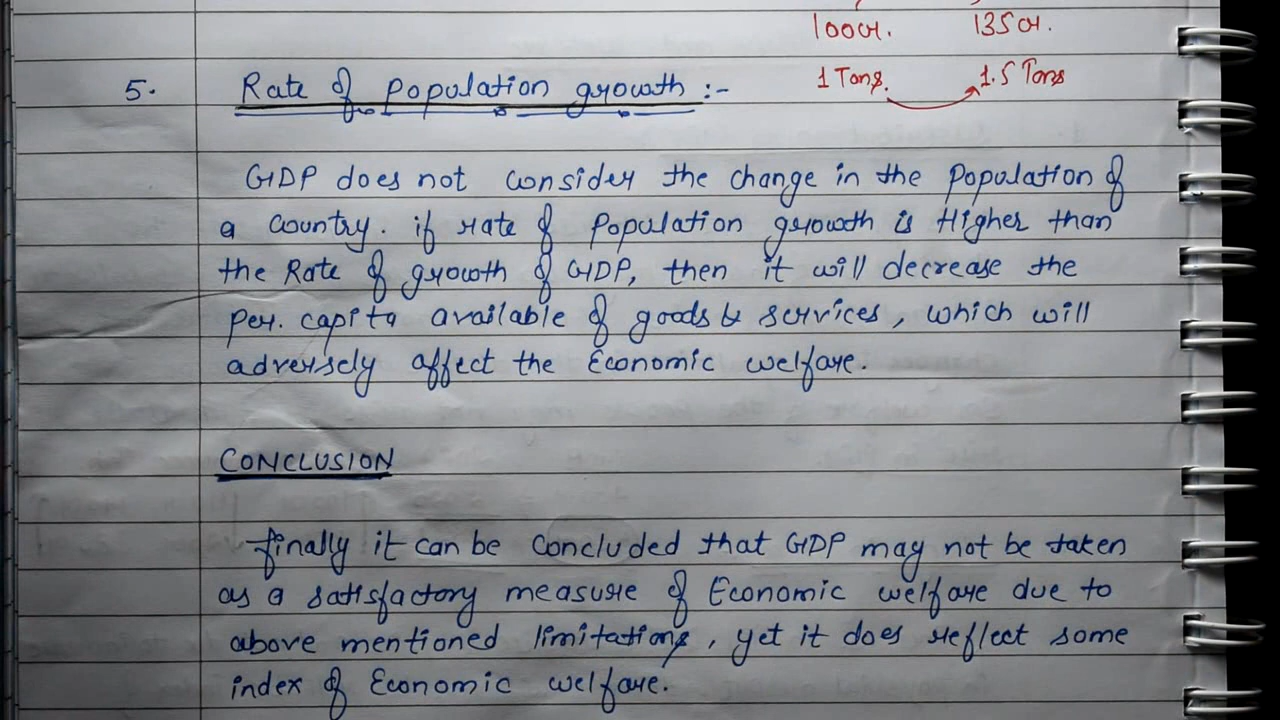 100cr. 135cr.
5. Rate of Population growth :-
1 Tons. 1.5 Tons
GDP does not consider the change in the Population of
a country. if rate of Population growth is Higher than
the Rate of growth of GDP, then it will decrease the
Per. capita available of goods & services, which will
adversely affect the Economic welfare.
CONCLUSION
Finally it can be concluded that GDP may not be taken
as a satisfactory measure of Economic welfare due to
above mentioned limitations, yet it does reflect some
index of Economic welfare.